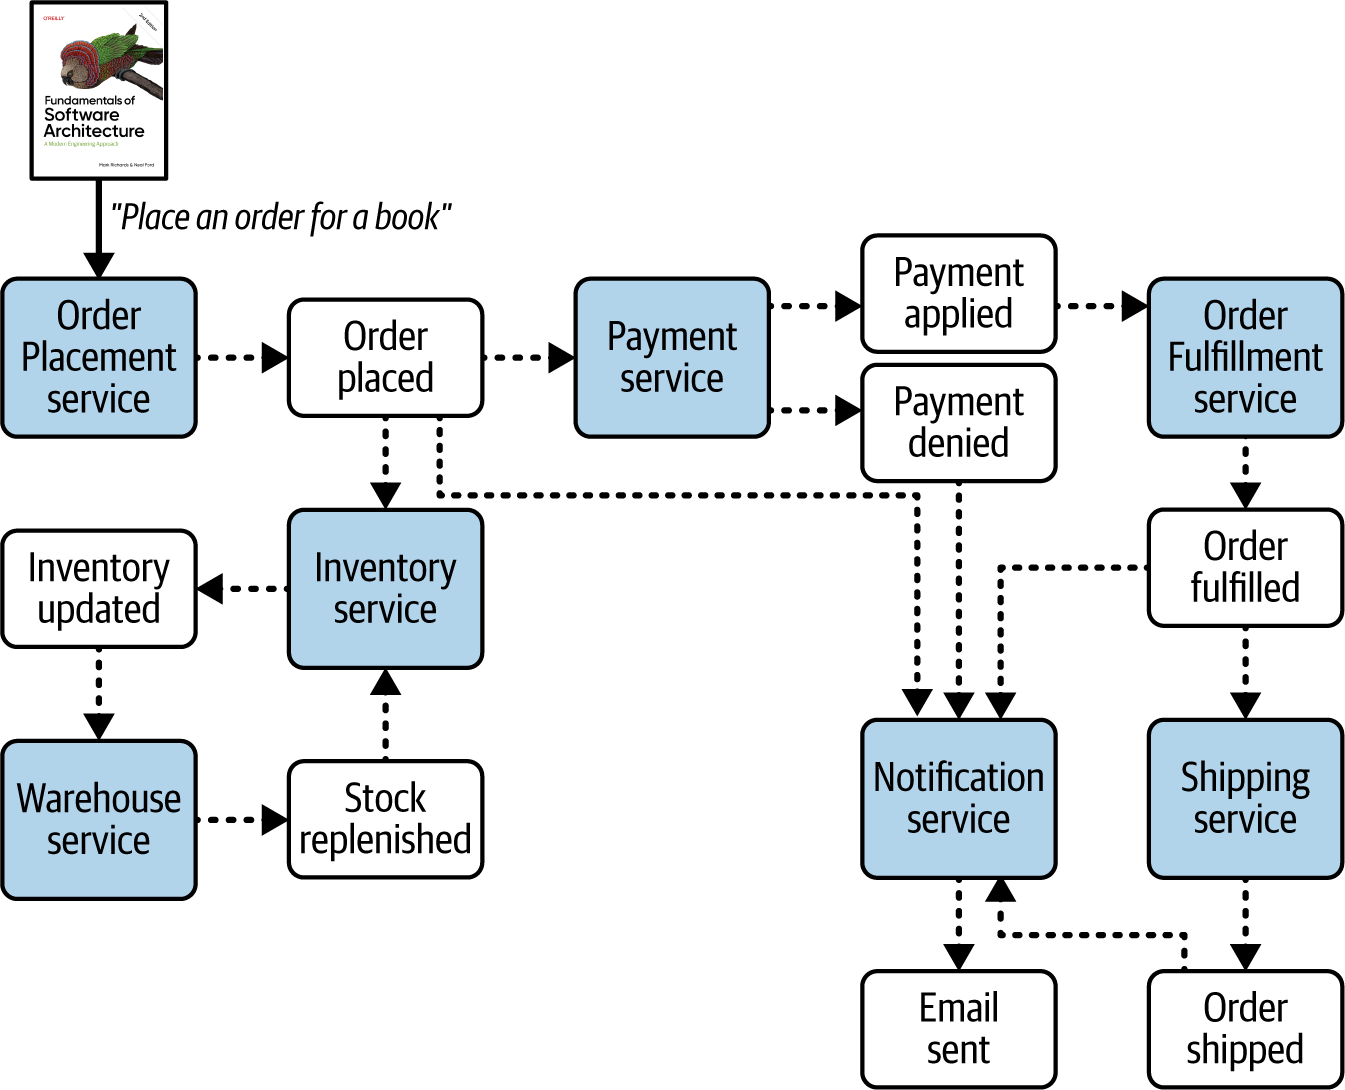 O'REILLY
2nd Edition
Fundamentals of
Software
Architecture
A Modern Engineering Approach
Mark Richards & Neal Ford
"Place an order for a book"
Order
Placement
service
Order
placed
Payment
service
Payment
applied
Payment
denied
Order
Fulfillment
service
Inventory
updated
Inventory
service
Order
fulfilled
Warehouse
service
Stock
replenished
Notification
service
Shipping
service
Email
sent
Order
shipped